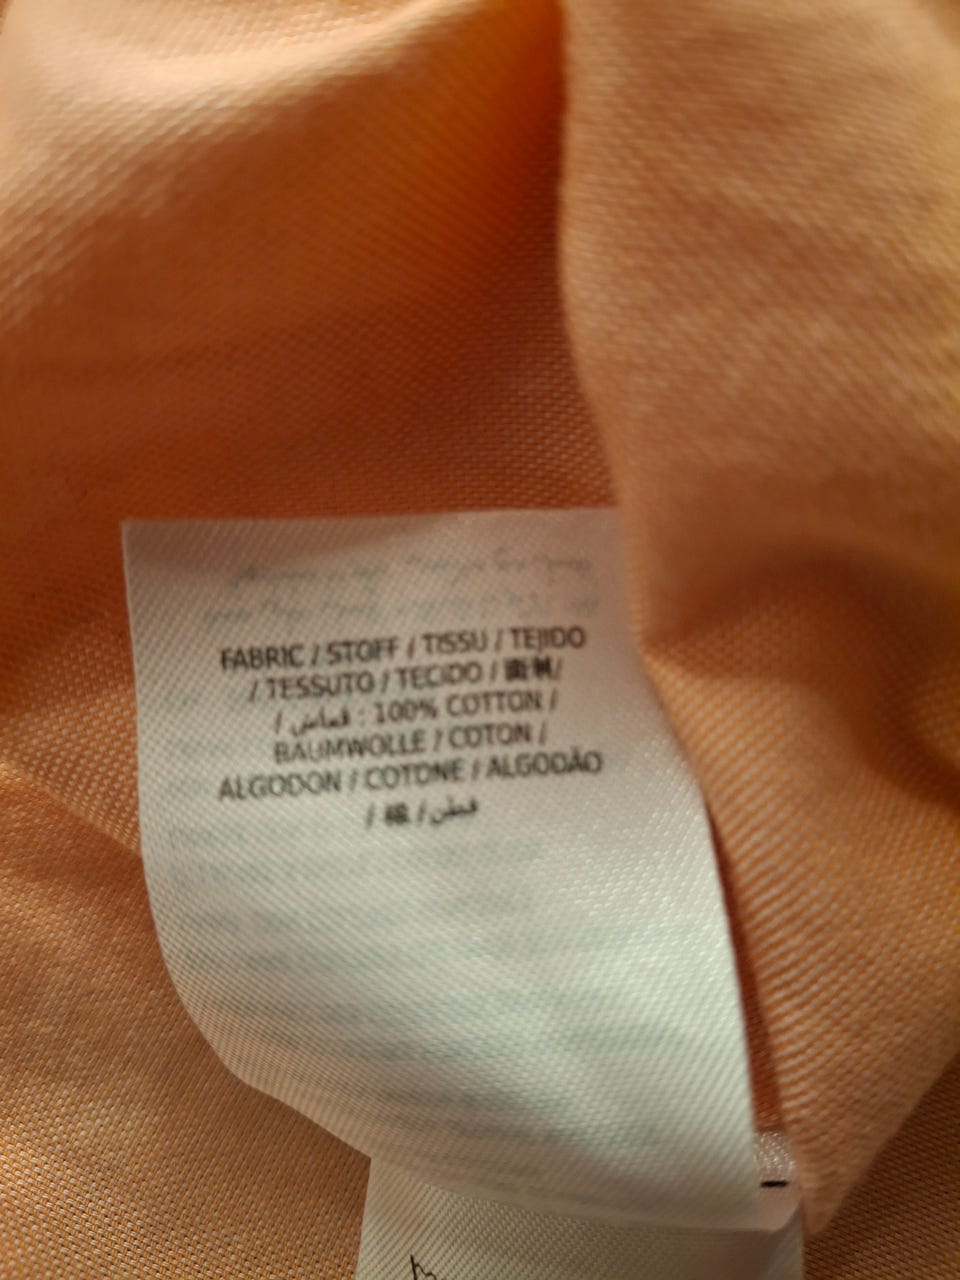 FABRIC / STOFF / TISSU / TEJIDO
/ TESSUTO / TECIDO / 面料/
/ قماش : 100% COTTON /
BAUMWOLLE / COTON /
ALGODON / COTONE / ALGODÃO
/ 棉 / قطن